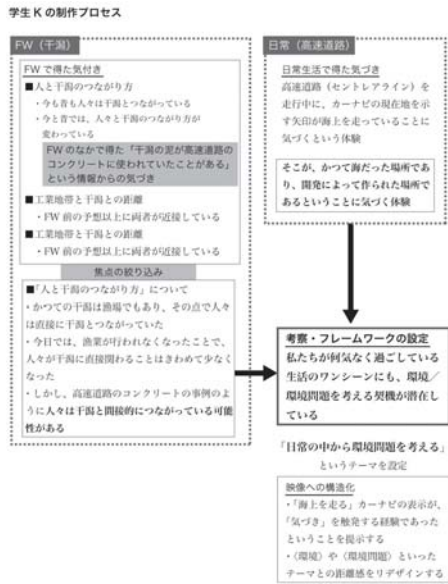 学生 K の制作プロセス
FW（干潟）
FW で得た気付き
■人と干潟のつながり方
・今も昔も人々は干潟とつながっている
・今と昔では、人々と干潟のつながり方が
変わっている
FW のなかで得た「干潟の泥が高速道路の
コンクリートに使われていたことがある」
という情報からの気づき
■工業地帯と干潟との距離
・FW 前の予想以上に両者が近接している
■工業地帯と干潟との距離
・FW 前の予想以上に両者が近接している
焦点の絞り込み
■「人と干潟のつながり方」について
・かつての干潟は漁場でもあり、その点で人々
は直接に干潟とつながっていた
・今日では、漁業が行われなくなったことで、
人々が干潟に直接関わることはきわめて少なく
なった
・しかし、高速道路のコンクリートの事例のよ
うに人々は干潟と間接的につながっている可能
性がある
日常（高速道路）
日常生活で得た気づき
高速道路（セントレアライン）を
走行中に、カーナビの現在地を示
す矢印が海上を走っていることに
気づくという体験
そこが、かつて海だった場所であ
り、開発によって作られた場所で
あるということに気づく体験
考察・フレームワークの設定
私たちが何気なく過ごしている
生活のワンシーンにも、環境／
環境問題を考える契機が潜在し
ている
「日常の中から環境問題を考える」
というテーマを設定
映像への構造化
・「海上を走る」カーナビの表示が、
「気づき」を触発する経験であった
ということを提示する
・〈環境〉や〈環境問題〉といった
テーマとの距離感をリデザインする